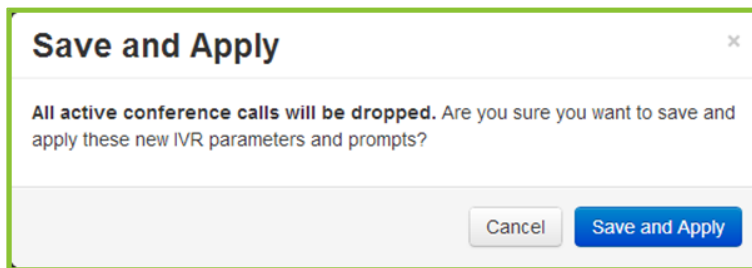 Save and Apply
×
All active conference calls will be dropped. Are you sure you want to save and
apply these new IVR parameters and prompts?
Cancel
Save and Apply